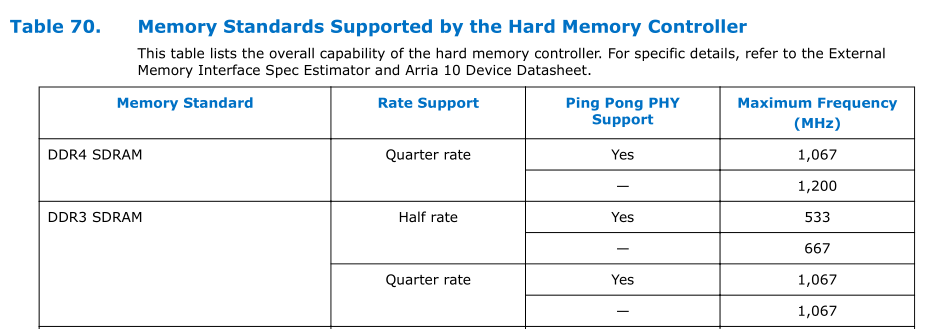 Table 70. Memory Standards Supported by the Hard Memory Controller
This table lists the overall capability of the hard memory controller. For specific details, refer to the External
Memory Interface Spec Estimator and Arria 10 Device Datasheet.
Memory Standard Rate Support Ping Pong PHY Support Maximum Frequency (MHz)
DDR4 SDRAM Quarter rate Yes 1,067
— 1,200
DDR3 SDRAM Half rate Yes 533
— 667
Quarter rate Yes 1,067
— 1,067